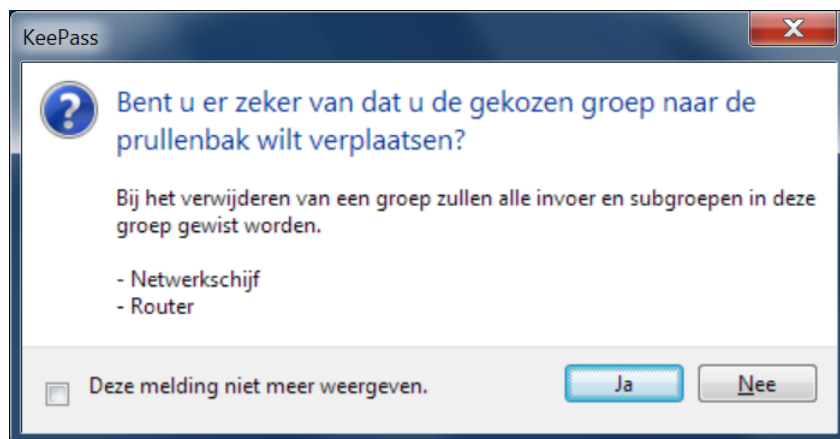 KeePass
Bent u er zeker van dat u de gekozen groep naar de
prullenbak wilt verplaatsen?
Bij het verwijderen van een groep zullen alle invoer en subgroepen in deze
groep gewist worden.
- Netwerkschijf
- Router
Deze melding niet meer weergeven.
Ja
Nee